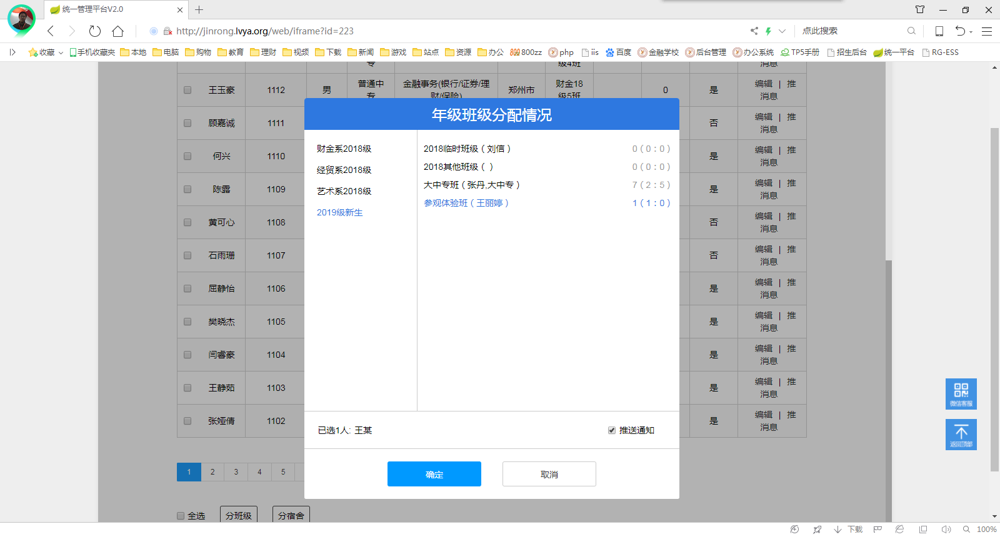 统一管理平台V2.0
http://jinrong.lvya.org/web/iframe?id=223
点此搜索
收藏 手机收藏夹 本地 电脑 购物 教育 理财 视频 下载 新闻 游戏 站点 资源 办公 800zz php iis 百度 金融学校 后台管理 办公系统 TP5手册 招生后台 统一平台 RG-ESS
专 级4班 消息
王玉豪 1112 男 普通中专 金融事务(银行/证券/理财/保险) 郑州市 财金18级5班 0 是 编辑 | 推消息
年级班级分配情况
顾嘉诚 1111 否 编辑 | 推消息
财金系2018级 2018临时班级（刘信） 0（0：0）
何兴 1110 是 编辑 | 推消息
经贸系2018级 2018其他班级（） 0（0：0）
陈露 1109 是 编辑 | 推消息
艺术系2018级 大中专班（张丹,大中专） 7（2：5）
2019级新生 参观体验班（王丽婷） 1（1：0）
黄可心 1108 否 编辑 | 推消息
石雨珊 1107 否 编辑 | 推消息
屈静怡 1106 是 编辑 | 推消息
樊晓杰 1105 是 编辑 | 推消息
闫睿豪 1104 是 编辑 | 推消息
王静茹 1103 是 编辑 | 推消息
张娅倩 1102 是 编辑 | 推消息
微信客服
返回顶部
已选1人: 王某 推送通知
1 2 3 4 5
确定 取消
全选 分班级 分宿舍
下载 100%